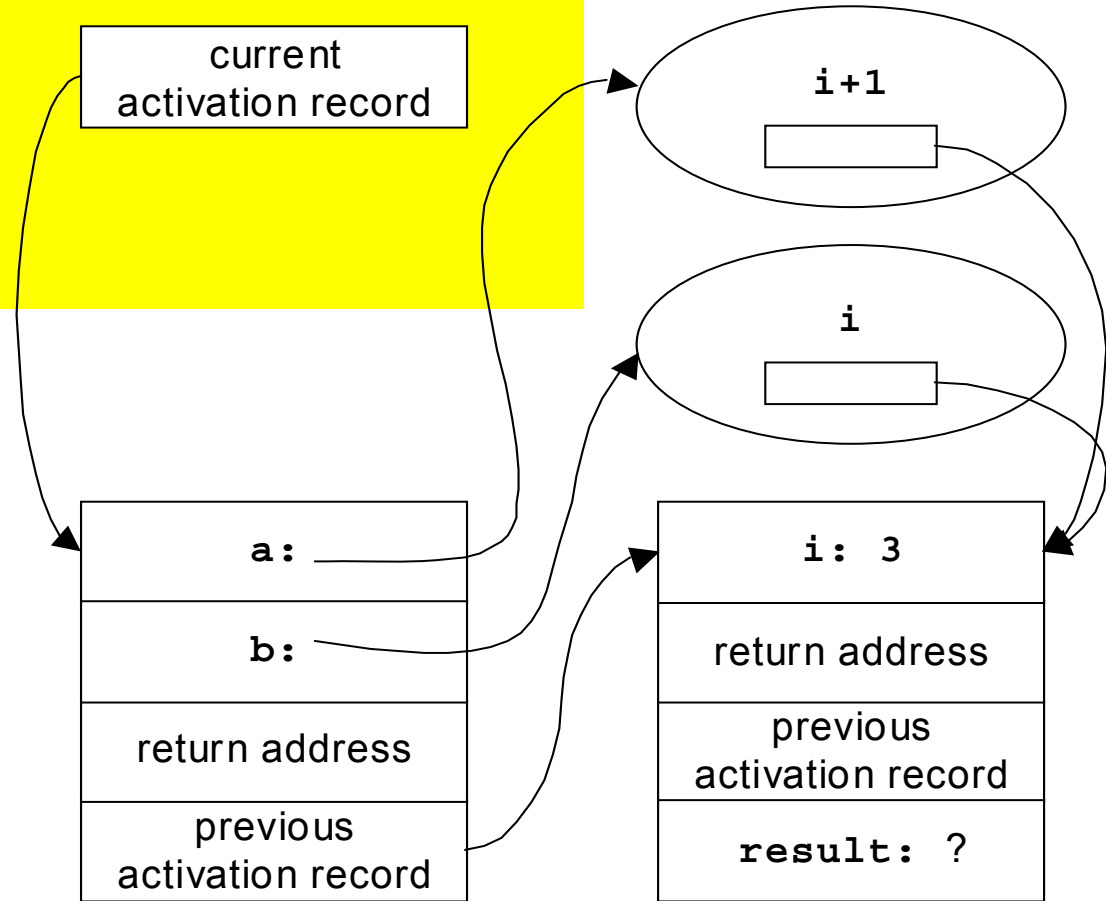 current
activation record
i+1
i
a:
b:
return address
previous
activation record
i: 3
return address
previous
activation record
result: ?